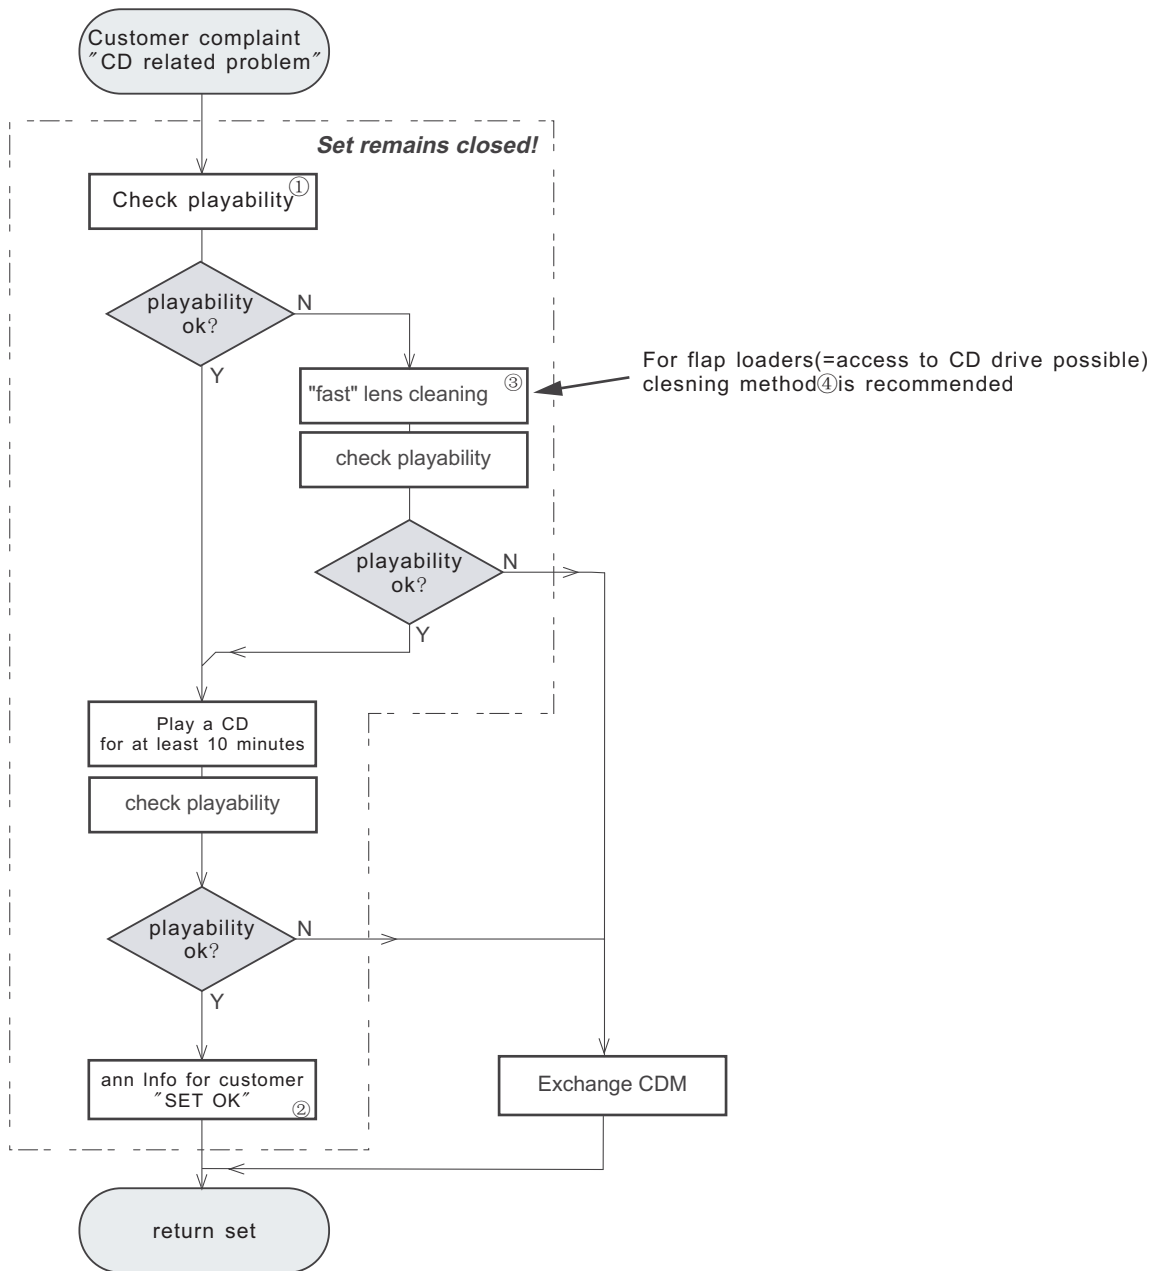 Customer complaint
"CD related problem"
Set remains closed!
①
Check playability
playability
ok?
N
Y
"fast" lens cleaning ③
For flap loaders(=access to CD drive possible)
clesning method④is recommended
check playability
playability
ok?
N
Y
Play a CD
for at least 10 minutes
check playability
playability
ok?
N
Y
ann Info for customer
"SET OK"
②
Exchange CDM
return set